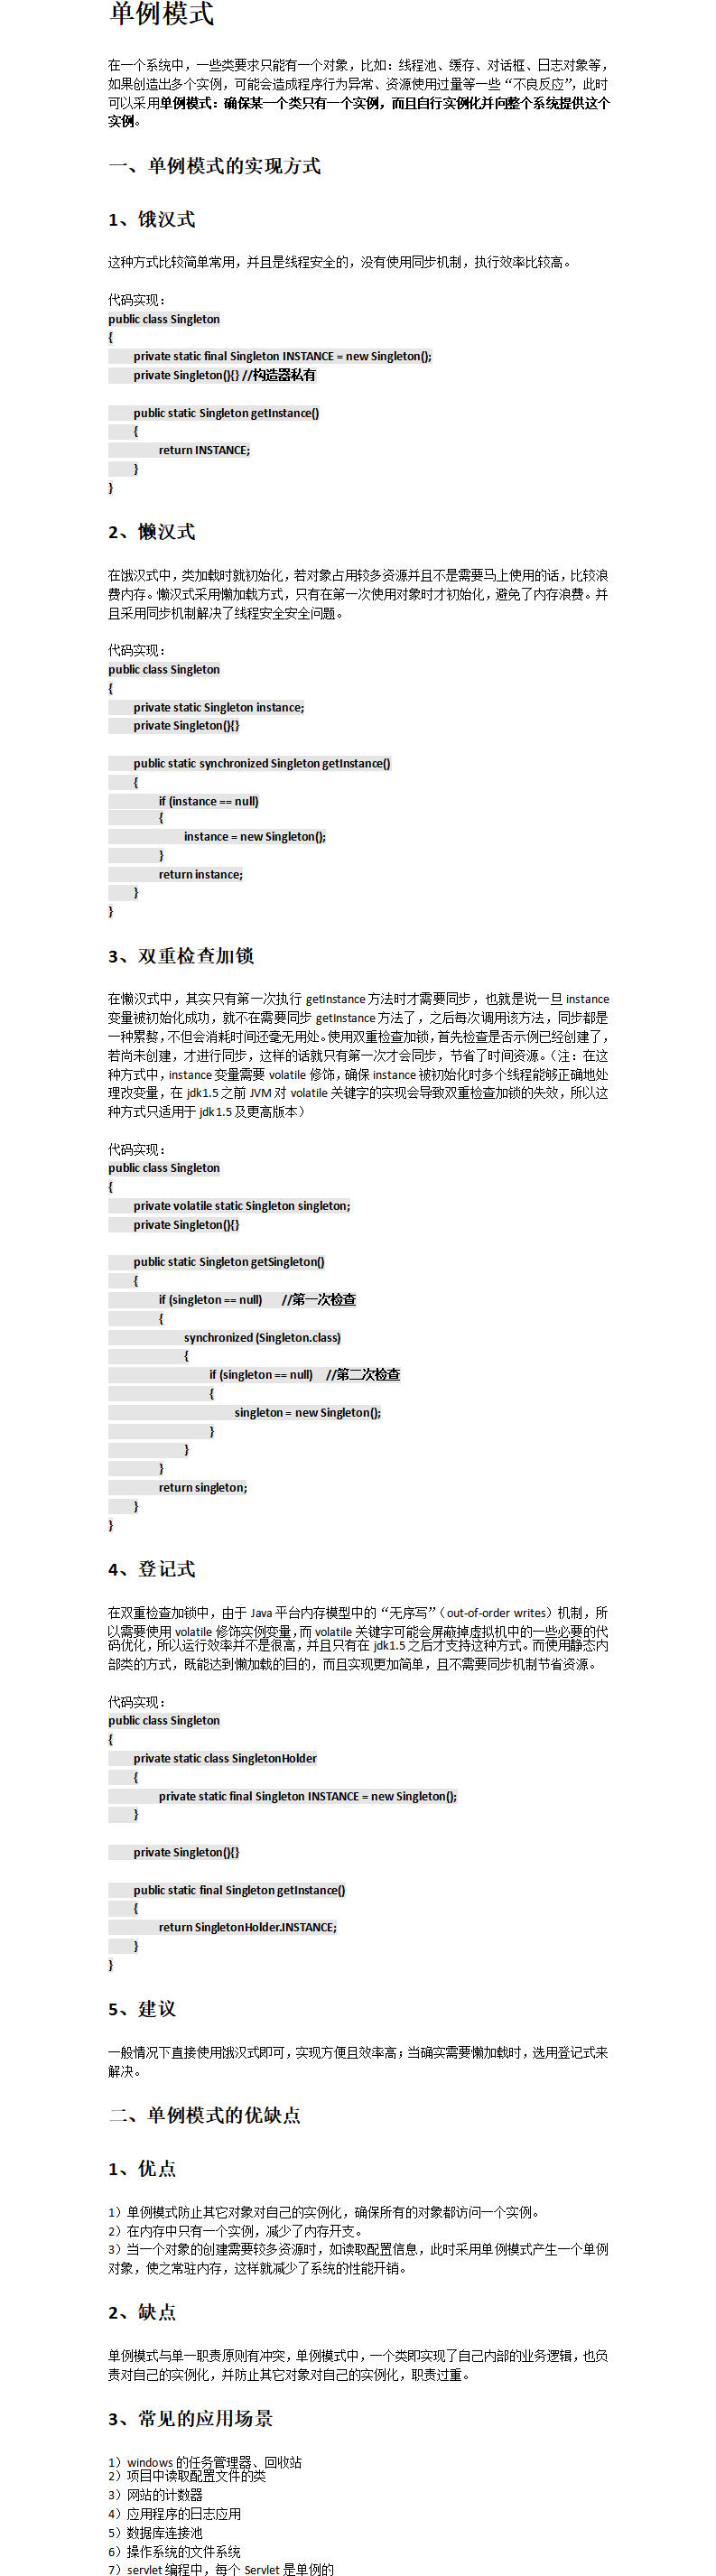 单例模式
在一个系统中，一些类要求只能有一个对象，比如：线程池、缓存、对话框、日志对象等，
如果创造出多个实例，可能会造成程序行为异常、资源使用过量等一些“不良反应”，此时
可以采用单例模式：确保某一个类只有一个实例，而且自行实例化并向整个系统提供这个
实例。
一、单例模式的实现方式
1、饿汉式
这种方式比较简单常用，并且是线程安全的，没有使用同步机制，执行效率比较高。
代码实现：
public class Singleton
{
private static final Singleton INSTANCE = new Singleton();
private Singleton(){} //构造器私有
public static Singleton getInstance()
{
return INSTANCE;
}
}
2、懒汉式
在饿汉式中，类加载时就初始化，若对象占用较多资源并且不是需要马上使用的话，比较浪
费内存。懒汉式采用懒加载方式，只有在第一次使用对象时才初始化，避免了内存浪费。并
且采用同步机制解决了线程安全安全问题。
代码实现：
public class Singleton
{
private static Singleton instance;
private Singleton(){}
public static synchronized Singleton getInstance()
{
if (instance == null)
{
instance = new Singleton();
}
return instance;
}
}
3、双重检查加锁
在懒汉式中，其实只有第一次执行 getInstance 方法时才需要同步，也就是说一旦 instance
变量被初始化成功，就不在需要同步 getInstance 方法了，之后每次调用该方法，同步都是
一种累赘，不但会消耗时间还毫无用处。使用双重检查加锁，首先检查是否示例已经创建了，
若尚未创建，才进行同步，这样的话就只有第一次才会同步，节省了时间资源。（注：在这
种方式中，instance 变量需要 volatile 修饰，确保 instance 被初始化时多个线程能够正确地处
理改变量，在 jdk1.5 之前 JVM 对 volatile 关键字的实现会导致双重检查加锁的失效，所以这
种方式只适用于 jdk1.5 及更高版本）
代码实现：
public class Singleton
{
private volatile static Singleton singleton;
private Singleton(){}
public static Singleton getSingleton()
{
if (singleton == null) //第一次检查
{
synchronized (Singleton.class)
{
if (singleton == null) //第二次检查
{
singleton = new Singleton();
}
}
}
return singleton;
}
}
4、登记式
在双重检查加锁中，由于 Java 平台内存模型中的“无序写”（out-of-order writes）机制，所
以需要使用 volatile 修饰实例变量，而 volatile 关键字可能会屏蔽掉虚拟机中的一些必要的代
码优化，所以运行效率并不是很高，并且只有在 jdk1.5 之后才支持这种方式。而使用静态内
部类的方式，既能达到懒加载的目的，而且实现更加简单，且不需要同步机制节省资源。
代码实现：
public class Singleton
{
private static class SingletonHolder
{
private static final Singleton INSTANCE = new Singleton();
}
private Singleton(){}
public static final Singleton getInstance()
{
return SingletonHolder.INSTANCE;
}
}
5、建议
一般情况下直接使用饿汉式即可，实现方便且效率高；当确实需要懒加载时，选用登记式来
解决。
二、单例模式的优缺点
1、优点
1）单例模式防止其它对象对自己的实例化，确保所有的对象都访问一个实例。
2）在内存中只有一个实例，减少了内存开支。
3）当一个对象的创建需要较多资源时，如读取配置信息，此时采用单例模式产生一个单例
对象，使之常驻内存，这样就减少了系统的性能开销。
2、缺点
单例模式与单一职责原则有冲突，单例模式中，一个类即实现了自己内部的业务逻辑，也负
责对自己的实例化，并防止其它对象对自己的实例化，职责过重。
3、常见的应用场景
1）windows 的任务管理器、回收站
2）项目中读取配置文件的类
3）网站的计数器
4）应用程序的日志应用
5）数据库连接池
6）操作系统的文件系统
7）servlet 编程中，每个 Servlet 是单例的